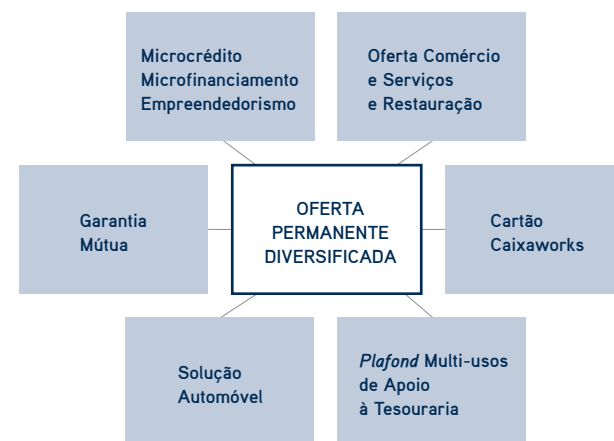 Microcrédito
Microfinanciamento
Empreendedorismo
Oferta Comércio
e Serviços
e Restauração
Garantia
Mútua
OFERTA
PERMANENTE
DIVERSIFICADA
Cartão
Caixaworks
Solução
Automóvel
Plafond Multi-usos
de Apoio
à Tesouraria